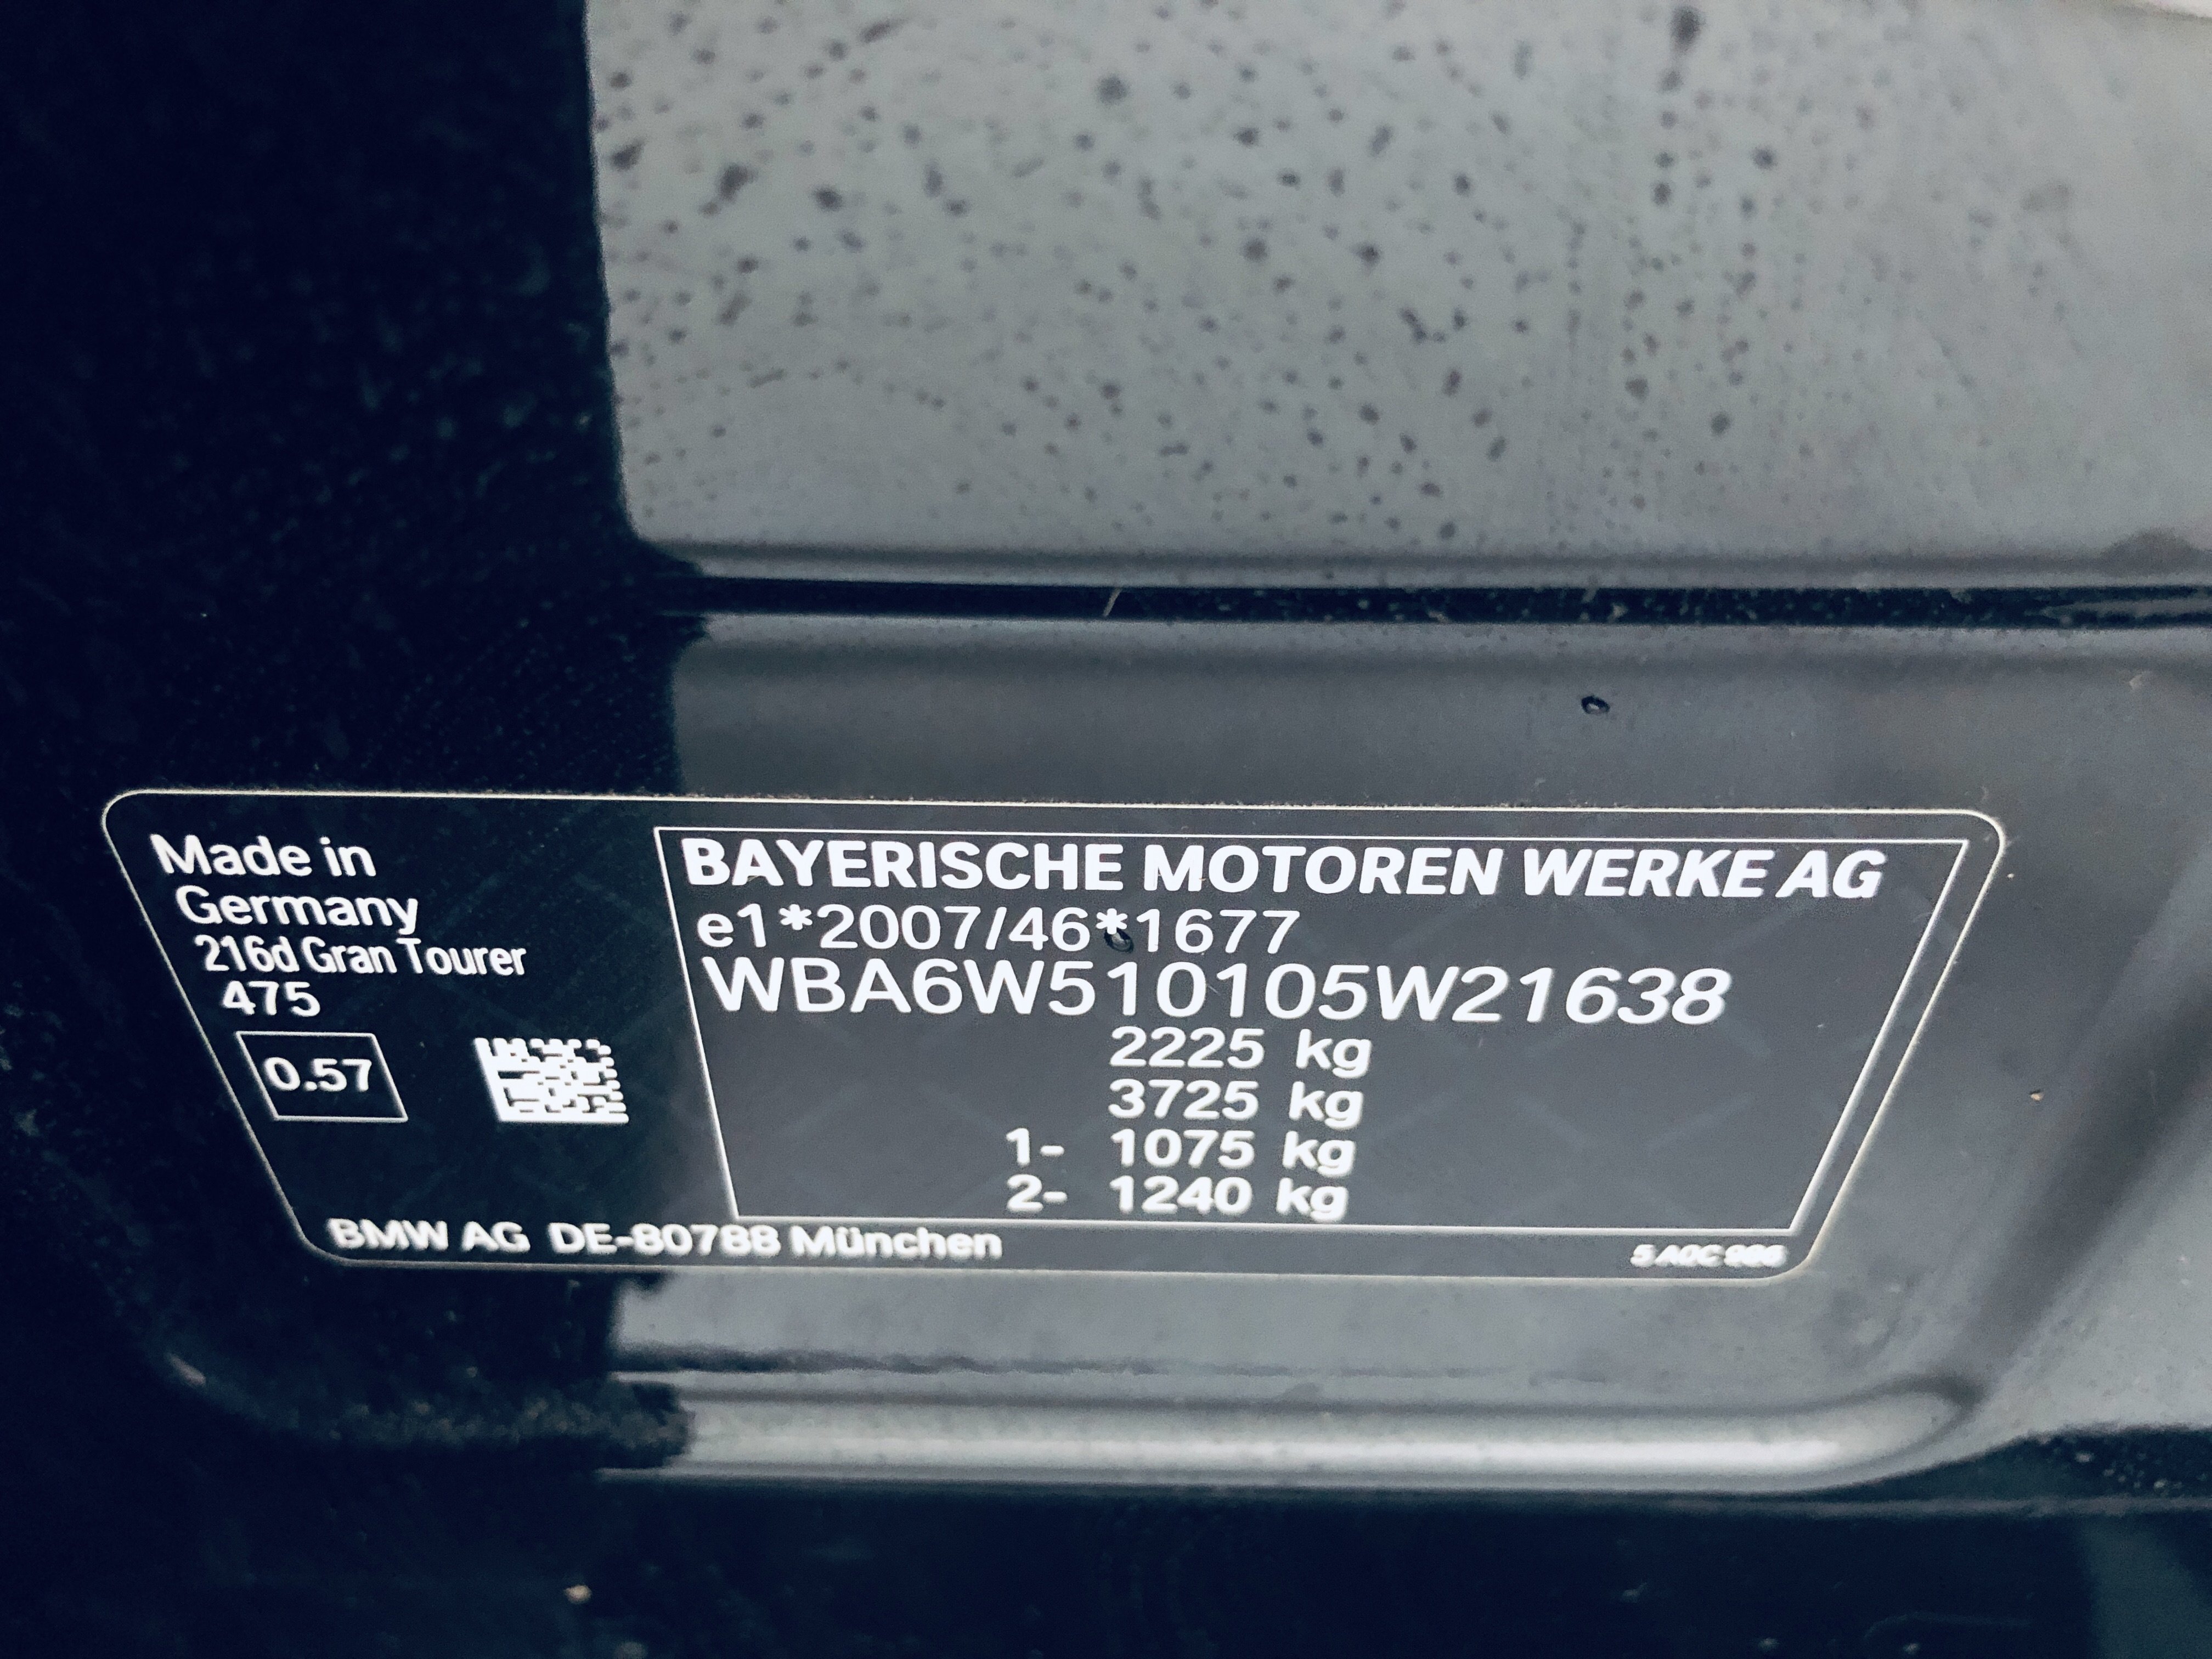 Made in
Germany
216d Gran Tourer
475
0.57
BAYERISCHE MOTOREN WERKE AG
e1*2007/46*1677
WBA6W510105W21638
2225 kg
3725 kg
1- 1075 kg
2- 1240 kg
BMW AG DE-80788 München